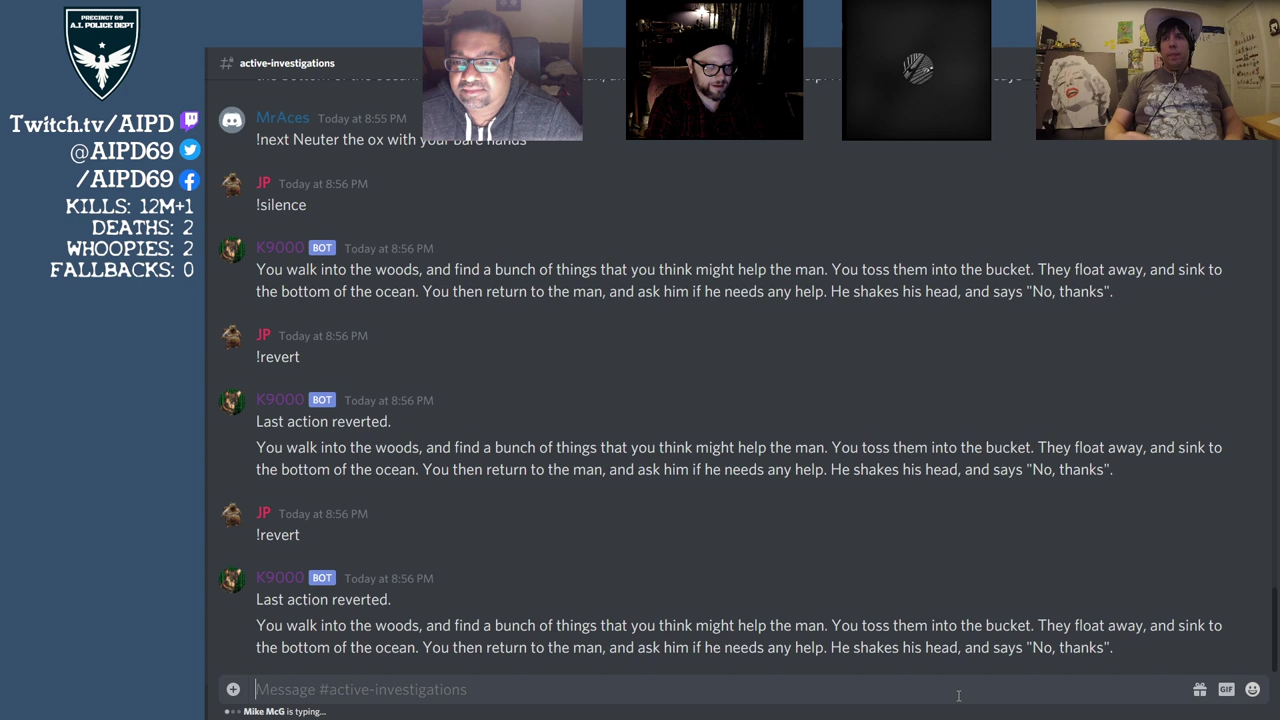 PRECINCT 69
A.I. POLICE DEPT
Twitch.tv/AIPD
@AIPD69
/AIPD69
KILLS: 12M+1
DEATHS: 2
WHOOPIES: 2
FALLBACKS: 0
active-investigations
MrAces Today at 8:55 PM
!next Neuter the ox with your bare hands
JP Today at 8:56 PM
!silence
K9000 BOT Today at 8:56 PM
You walk into the woods, and find a bunch of things that you think might help the man. You toss them into the bucket. They float away, and sink to
the bottom of the ocean. You then return to the man, and ask him if he needs any help. He shakes his head, and says "No, thanks".
JP Today at 8:56 PM
!revert
K9000 BOT Today at 8:56 PM
Last action reverted.
You walk into the woods, and find a bunch of things that you think might help the man. You toss them into the bucket. They float away, and sink to
the bottom of the ocean. You then return to the man, and ask him if he needs any help. He shakes his head, and says "No, thanks".
JP Today at 8:56 PM
!revert
K9000 BOT Today at 8:56 PM
Last action reverted.
You walk into the woods, and find a bunch of things that you think might help the man. You toss them into the bucket. They float away, and sink to
the bottom of the ocean. You then return to the man, and ask him if he needs any help. He shakes his head, and says "No, thanks".
Message #active-investigations
GIF
Mike McG is typing...